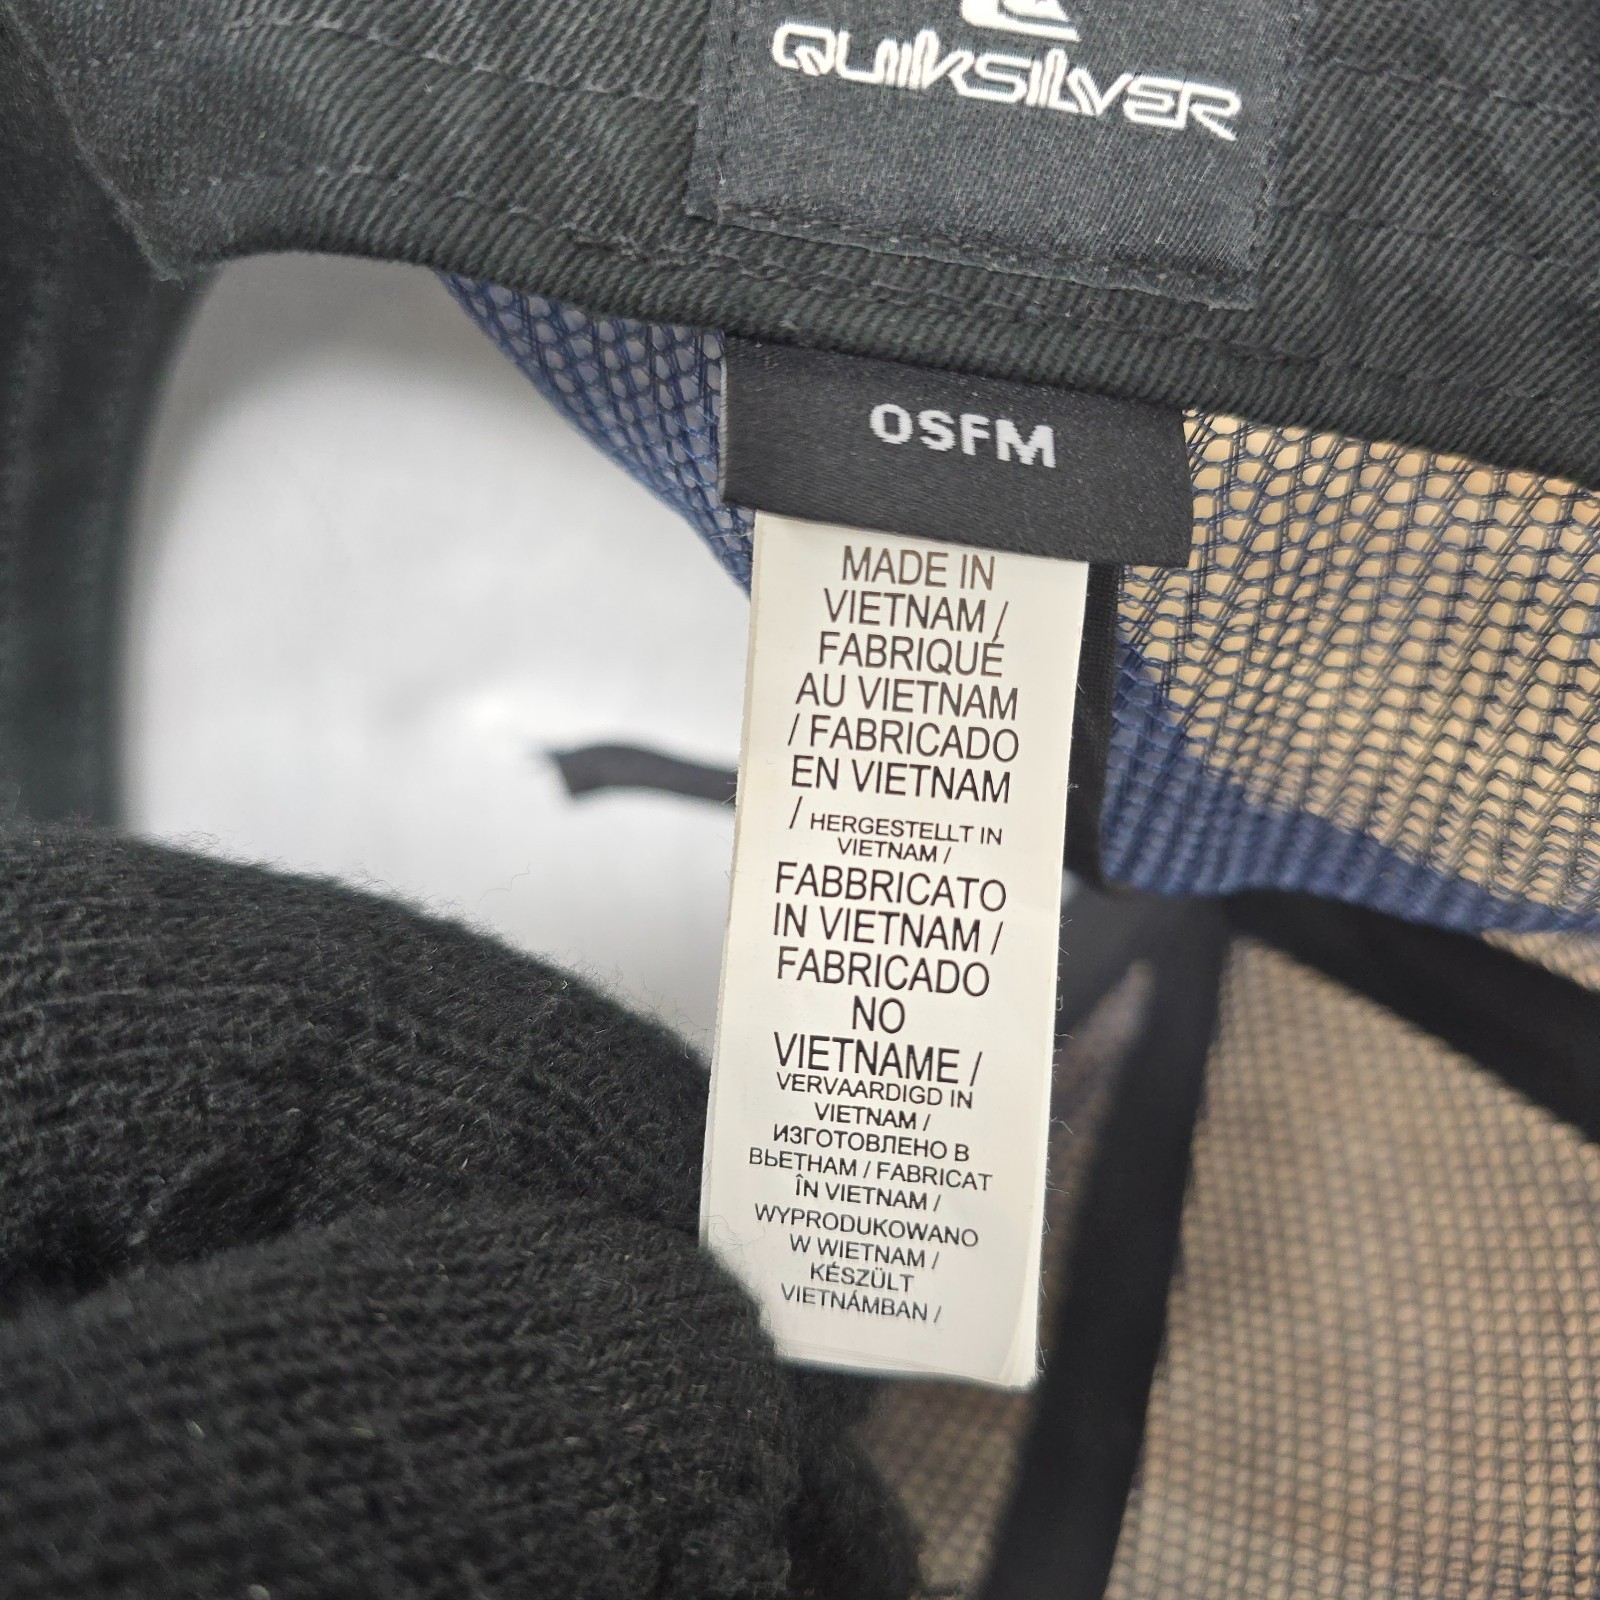 QUIKSILVER
OSFM
MADE IN
VIETNAM /
FABRIQUÉ
AU VIETNAM
/ FABRICADO
EN VIETNAM
/ HERGESTELLT IN
VIETNAM /
FABBRICATO
IN VIETNAM /
FABRICADO
NO
VIETNAME /
VERVAARDIGD IN
VIETNAM /
ИЗГОТОВЛЕНО В
ВЬЕТНАМ / FABRICAT
ÎN VIETNAM /
WYPRODUKOWANO
W WIETNAM /
KÉSZÜLT
VIETNÁMBAN /